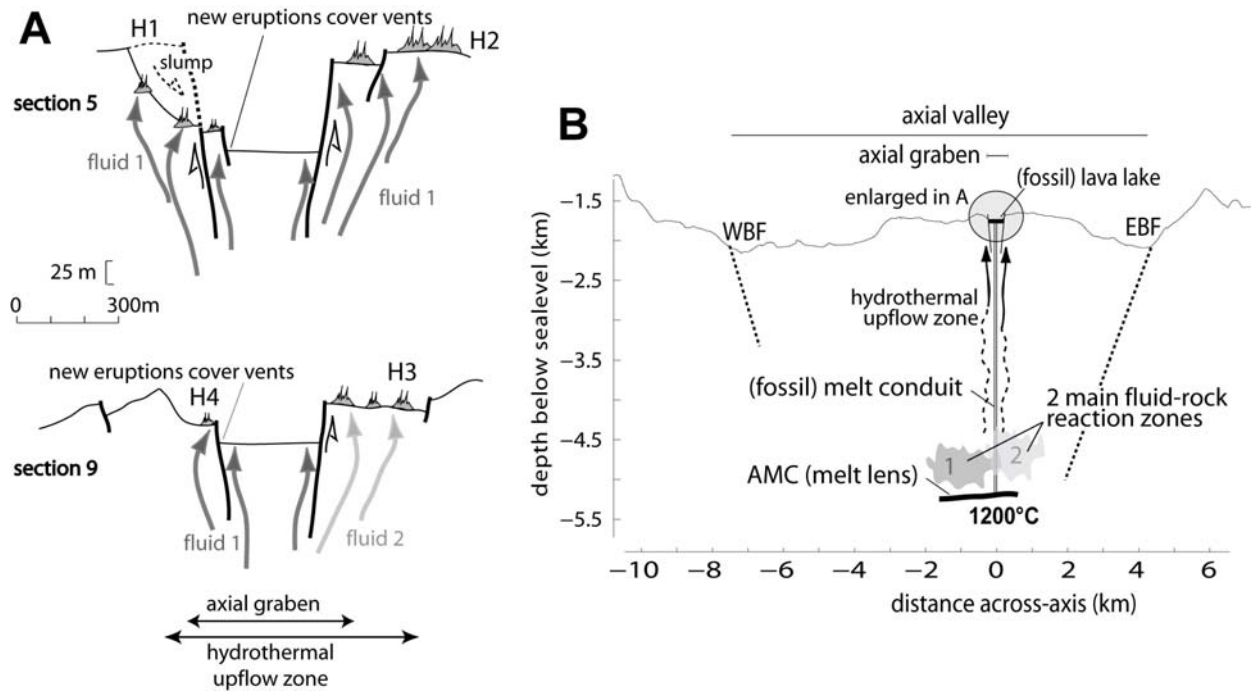 A
H1
new eruptions cover vents
H2
slump
section 5
fluid 1
fluid 1
25 m
0
300m
new eruptions cover vents
H4
H3
section 9
fluid 1
fluid 2
axial graben
hydrothermal
upflow zone
B
axial valley
axial graben
enlarged in A
(fossil) lava lake
WBF
EBF
hydrothermal
upflow zone
(fossil) melt conduit
2 main fluid-rock
reaction zones
1
2
AMC (melt lens)
1200°C
depth below sealevel (km)
−1.5
−2.5
−3.5
−4.5
−5.5
−10 −8 −6 −4 −2 0 2 4 6
distance across-axis (km)